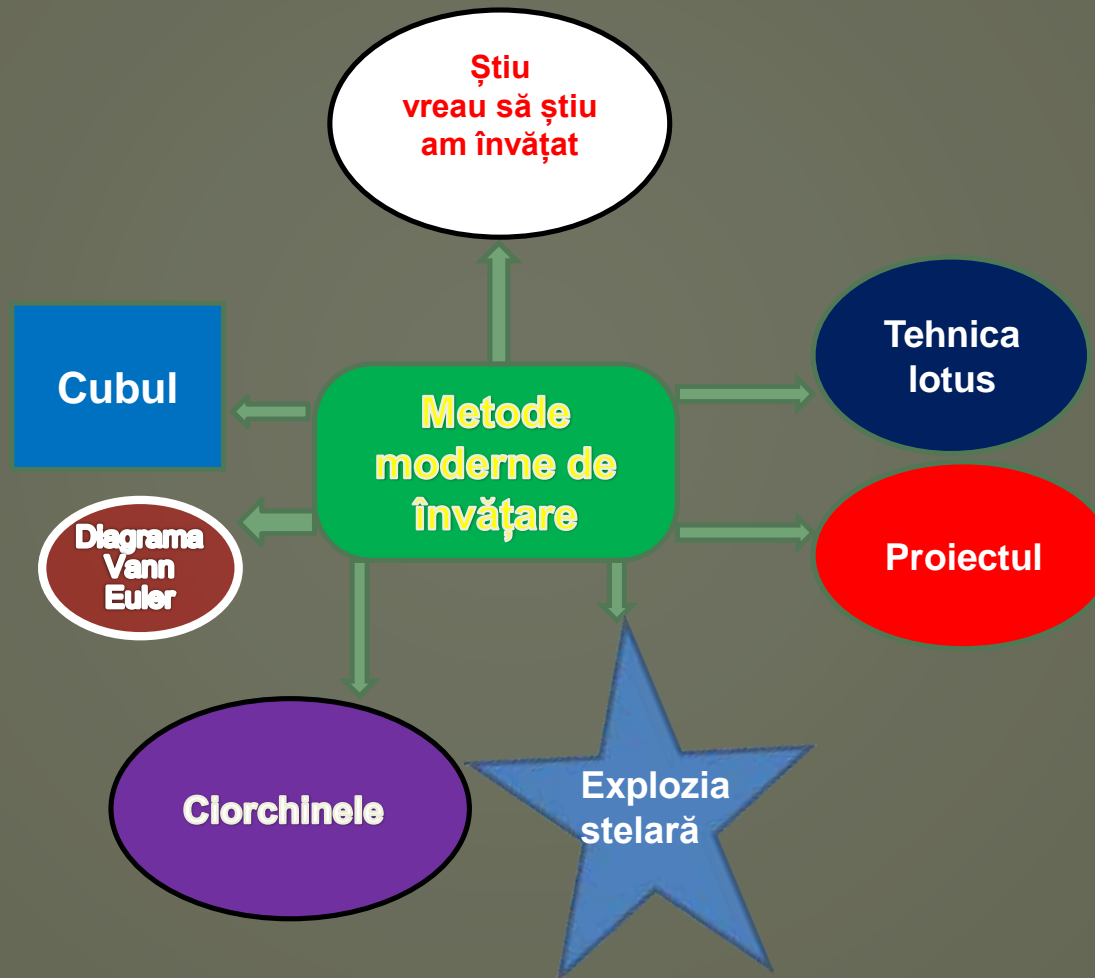 Știu
vreau să știu
am învățat
Tehnica
lotus
Cubul
Metode
moderne de
învățare
Diagrama
Vann
Euler
Proiectul
Ciorchinele
Explozia
stelară